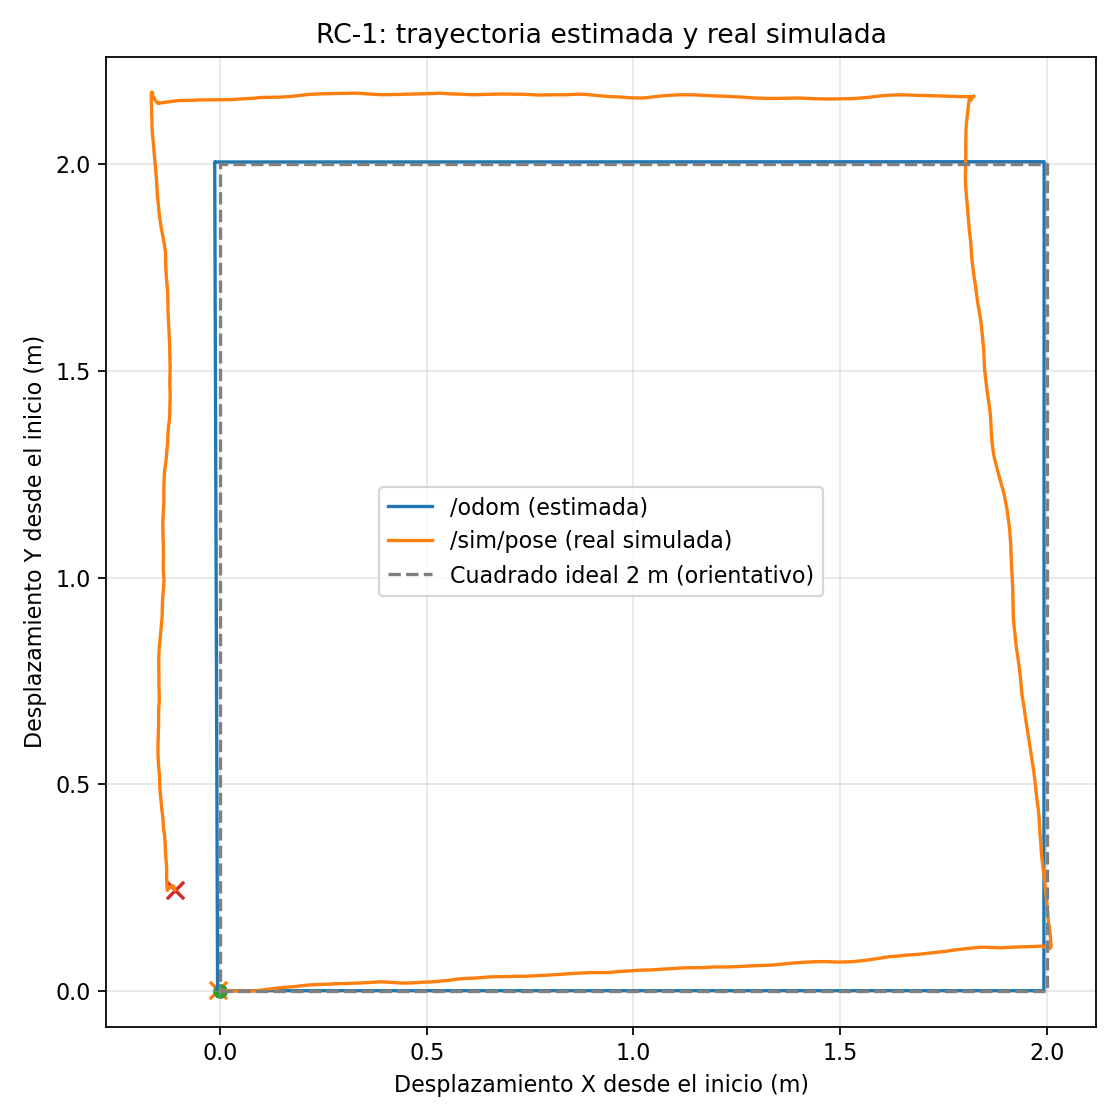 RC-1: trayectoria estimada y real simulada
Desplazamiento Y desde el inicio (m)
2.0
1.5
1.0
0.5
0.0
/odom (estimada)
/sim/pose (real simulada)
Cuadrado ideal 2 m (orientativo)
0.0 0.5 1.0 1.5 2.0
Desplazamiento X desde el inicio (m)